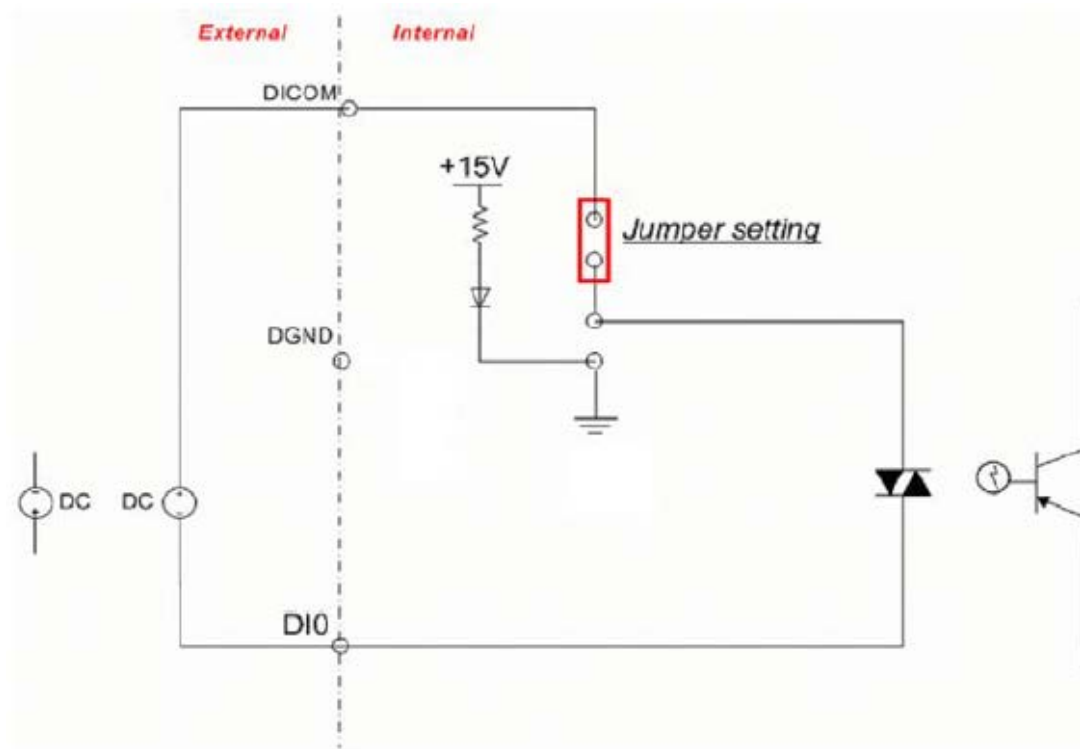 External
Internal
DICOM
+15V
Jumper setting
DGND
DC
DC
DI0